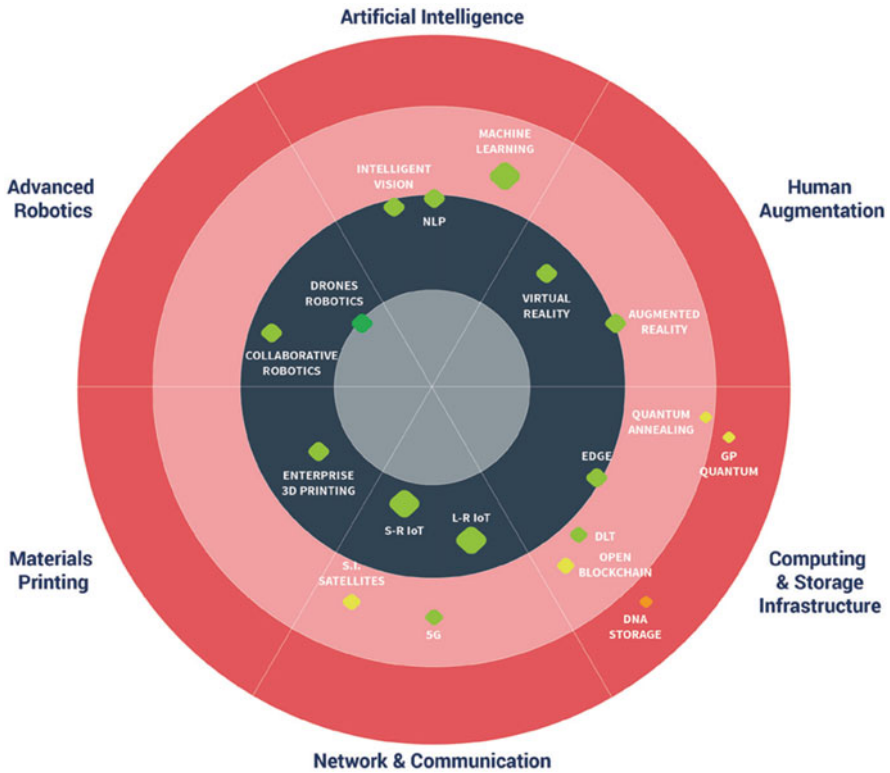 Artificial Intelligence
MACHINE
LEARNING
INTELLIGENT
VISION
NLP
Advanced
Robotics
Human
Augmentation
DRONES
ROBOTICS
VIRTUAL
REALITY
AUGMENTED
REALITY
COLLABORATIVE
ROBOTICS
QUANTUM
ANNEALING
GP
QUANTUM
EDGE
ENTERPRISE
3D PRINTING
S-R IoT
L-R IoT
DLT
OPEN
BLOCKCHAIN
Materials
Printing
S.I.
SATELLITES
5G
DNA
STORAGE
Computing
& Storage
Infrastructure
Network & Communication